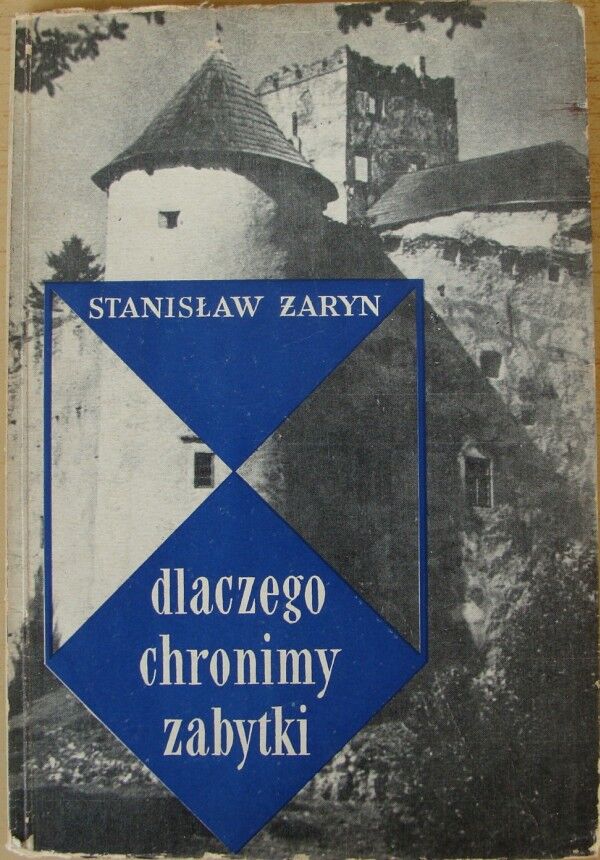 STANISŁAW ŻARYN
dlaczego
chronimy
zabytki